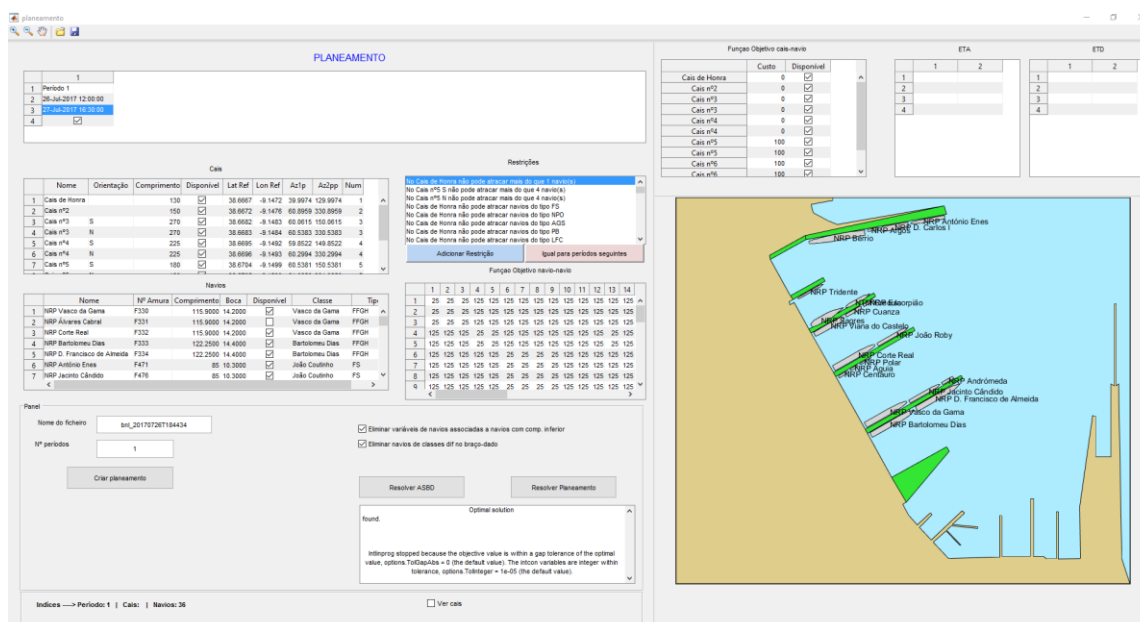 planeamento
PLANEAMENTO
1
1 Período 1
2 26-Jul-2017 12:00:00
3 27-Jul-2017 16:30:00
4
Cais
Nome Orientação Comprimento Disponível Lat Ref Lon Ref Az1p Az2pp Num
1 Cais de Honra 130 38.6667 -9.1472 39.9974 129.9974 1
2 Cais nº2 150 38.6672 -9.1476 60.8959 330.8959 2
3 Cais nº3 S 270 38.6682 -9.1483 60.0615 150.0615 3
4 Cais nº3 N 270 38.6683 -9.1484 60.5383 330.5383 3
5 Cais nº4 S 225 38.6695 -9.1492 59.8522 149.8522 4
6 Cais nº4 N 225 38.6696 -9.1493 60.2994 330.2994 4
7 Cais nº5 S 180 38.6704 -9.1499 60.5381 150.5381 5
Restrições
No Cais de Honra não pode atracar mais do que 1 navio(s)
No Cais nº5 S não pode atracar mais do que 4 navio(s)
No Cais nº5 N não pode atracar mais do que 4 navio(s)
No Cais de Honra não pode atracar navios do tipo FS
No Cais de Honra não pode atracar navios do tipo NPO
No Cais de Honra não pode atracar navios do tipo AGS
No Cais de Honra não pode atracar navios do tipo PB
No Cais de Honra não pode atracar navios do tipo LFC
Adicionar Restrição
Igual para períodos seguintes
Navios
Nome Nº Amura Comprimento Boca Disponível Classe Tip
1 NRP Vasco da Gama F330 115.9000 14.2000 Vasco da Gama FFGH
2 NRP Álvares Cabral F331 115.9000 14.2000 Vasco da Gama FFGH
3 NRP Corte Real F332 115.9000 14.2000 Vasco da Gama FFGH
4 NRP Bartolomeu Dias F333 122.2500 14.4000 Bartolomeu Dias FFGH
5 NRP D. Francisco de Almeida F334 122.2500 14.4000 Bartolomeu Dias FFGH
6 NRP António Enes F471 85 10.3000 João Coutinho FS
7 NRP Jacinto Cândido F476 85 10.3000 João Coutinho FS
Função Objetivo navio-navio
1 2 3 4 5 6 7 8 9 10 11 12 13 14
1 25 25 25 125 125 125 125 125 125 125 125 125 125 125
2 25 25 25 125 125 125 125 125 125 125 125 125 125 125
3 25 25 25 125 125 125 125 125 125 125 125 125 125 125
4 125 125 125 25 25 125 125 125 125 125 125 125 125 125
5 125 125 125 25 25 125 125 125 125 125 125 125 125 125
6 125 125 125 125 125 25 25 25 25 125 125 125 125 125
7 125 125 125 125 125 25 25 25 25 125 125 125 125 125
8 125 125 125 125 125 25 25 25 25 125 125 125 125 125
9 125 125 125 125 125 25 25 25 25 125 125 125 125 125
Panel
Nome do ficheiro bnl_20170726T184434
Nº períodos 1
Criar planeamento
Eliminar variáveis de navios associadas a navios com comp. inferior
Eliminar navios de classes dif no braço-dado
Resolver ASBD
Resolver Planeamento
Optimal solution
found.
Intlinprog stopped because the objective value is within a gap tolerance of the optimal
value, options.TolGapAbs = 0 (the default value). The intcon variables are integer within
tolerance, options.TolInteger = 1e-05 (the default value).
Indices ----> Período: 1 | Cais: | Navios: 36
Ver cais
Funçao Objetivo cais-navio
Custo Disponível
Cais de Honra 0
Cais nº2 0
Cais nº3 0
Cais nº3 0
Cais nº4 0
Cais nº4 0
Cais nº5 100
Cais nº5 100
Cais nº6 100
Cais nº6 100
ETA
1 2
1
2
3
4
ETD
1 2
1
2
3
4
NRP António Enes
NRP D. Carlos I
NRP Argos
NRP Bérrio
NRP Tridente
NRP Cuanza
NRP Sagres
NRP Viana do Castelo
NRP João Roby
NRP Corte Real
NRP Polar
NRP Águia
NRP Centauro
NRP Andrómeda
NRP Jacinto Cândido
NRP D. Francisco de Almeida
NRP Vasco da Gama
NRP Bartolomeu Dias